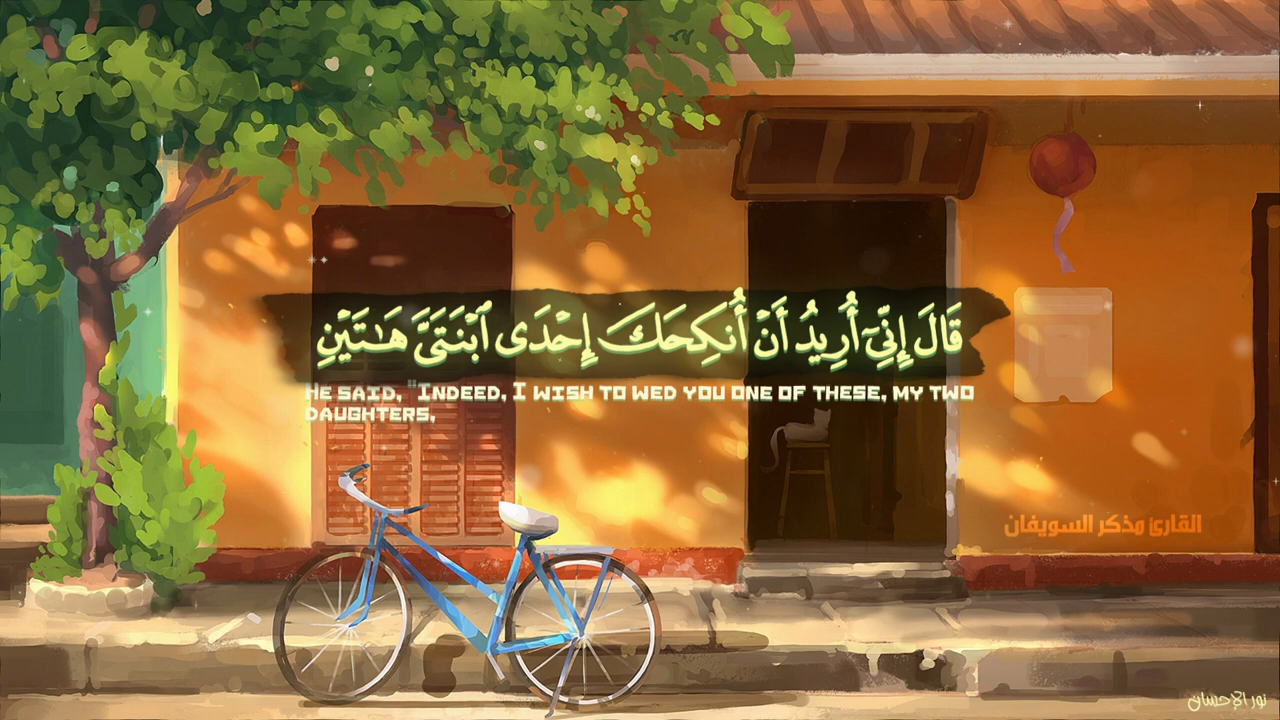 قَالَ إِنِّيٓ أُرِيدُ أَنْ أُنكِحَكَ إِحْدَى ٱبْنَتَيَّ هَـٰتَيْنِ
HE SAID, "INDEED, I WISH TO WED YOU ONE OF THESE, MY TWO
DAUGHTERS,
القارئ مذكر السويفان
نور الإحسان